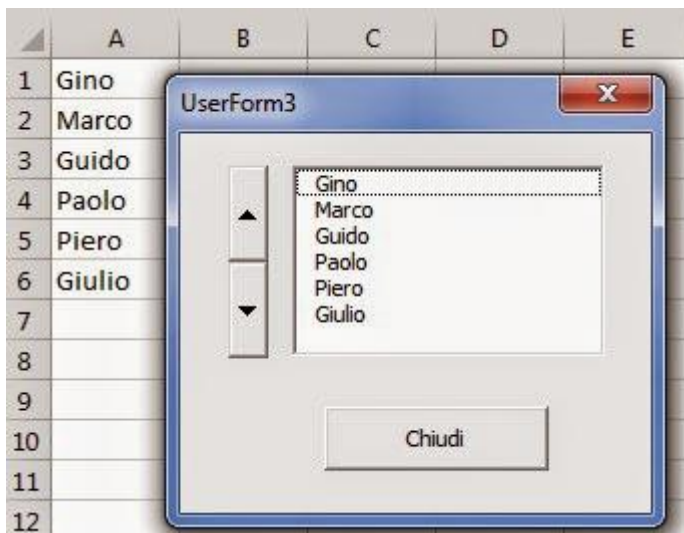 A B C D E
1 Gino
2 Marco
3 Guido
4 Paolo
5 Piero
6 Giulio
7
8
9
10
11
12
UserForm3
X
Gino
Marco
Guido
Paolo
Piero
Giulio
Chiudi